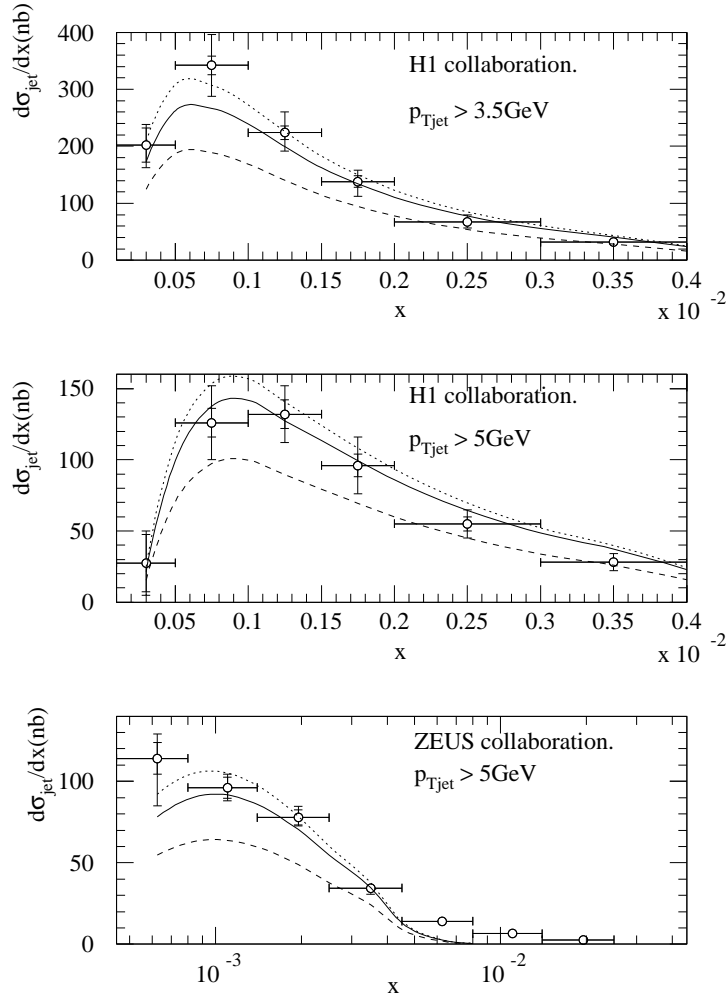 dσjet/dx(nb)
400
300
200
100
0
H1 collaboration.
pTjet > 3.5GeV
0.05 0.1 0.15 0.2 0.25 0.3 0.35 0.4
x
x 10-2
dσjet/dx(nb)
150
100
50
0
H1 collaboration.
pTjet > 5GeV
0.05 0.1 0.15 0.2 0.25 0.3 0.35 0.4
x
x 10-2
dσjet/dx(nb)
100
50
0
ZEUS collaboration.
pTjet > 5GeV
10-3 10-2
x